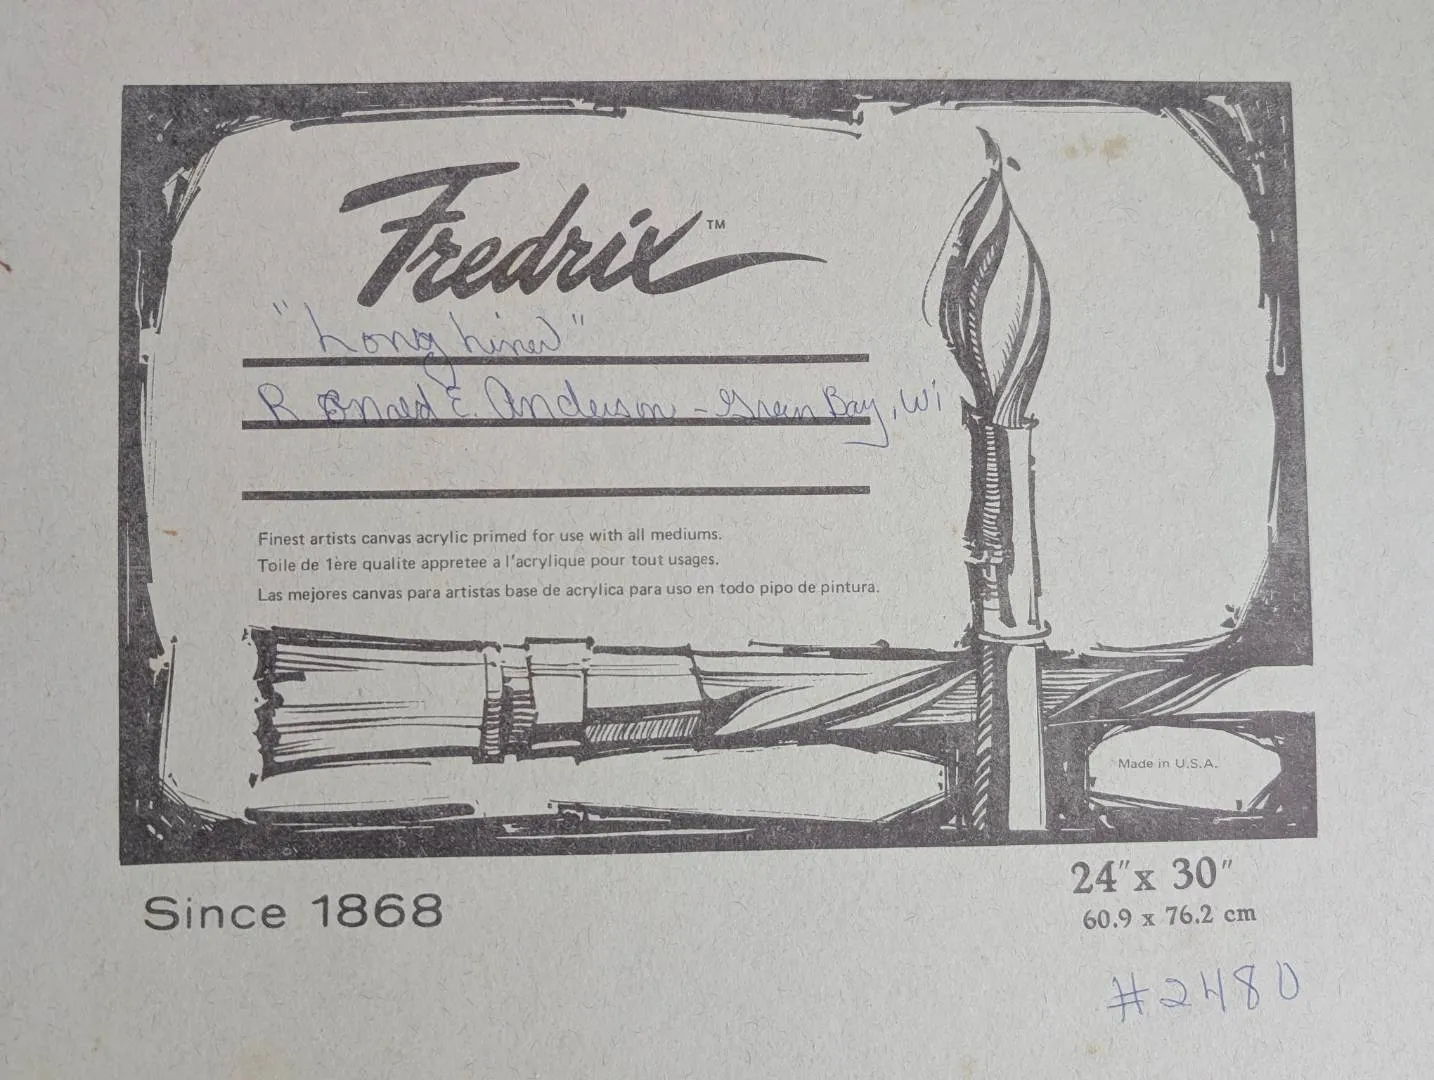 Fredrix™
"Long Liner"
Ronald E. Anderson - Green Bay, Wi
Finest artists canvas acrylic primed for use with all mediums.
Toile de 1ère qualite appretee a l'acrylique pour tout usages.
Las mejores canvas para artistas base de acrylica para uso en todo pipo de pintura.
Made in U.S.A.
Since 1868
24" x 30"
60.9 x 76.2 cm
#2480